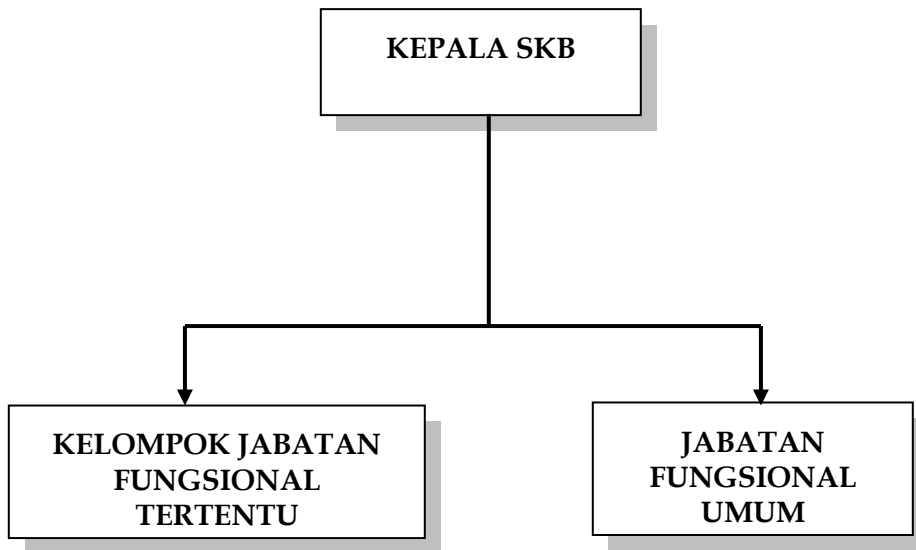 KEPALA SKB
KELOMPOK JABATAN
FUNGSIONAL
TERTENTU
JABATAN
FUNGSIONAL
UMUM